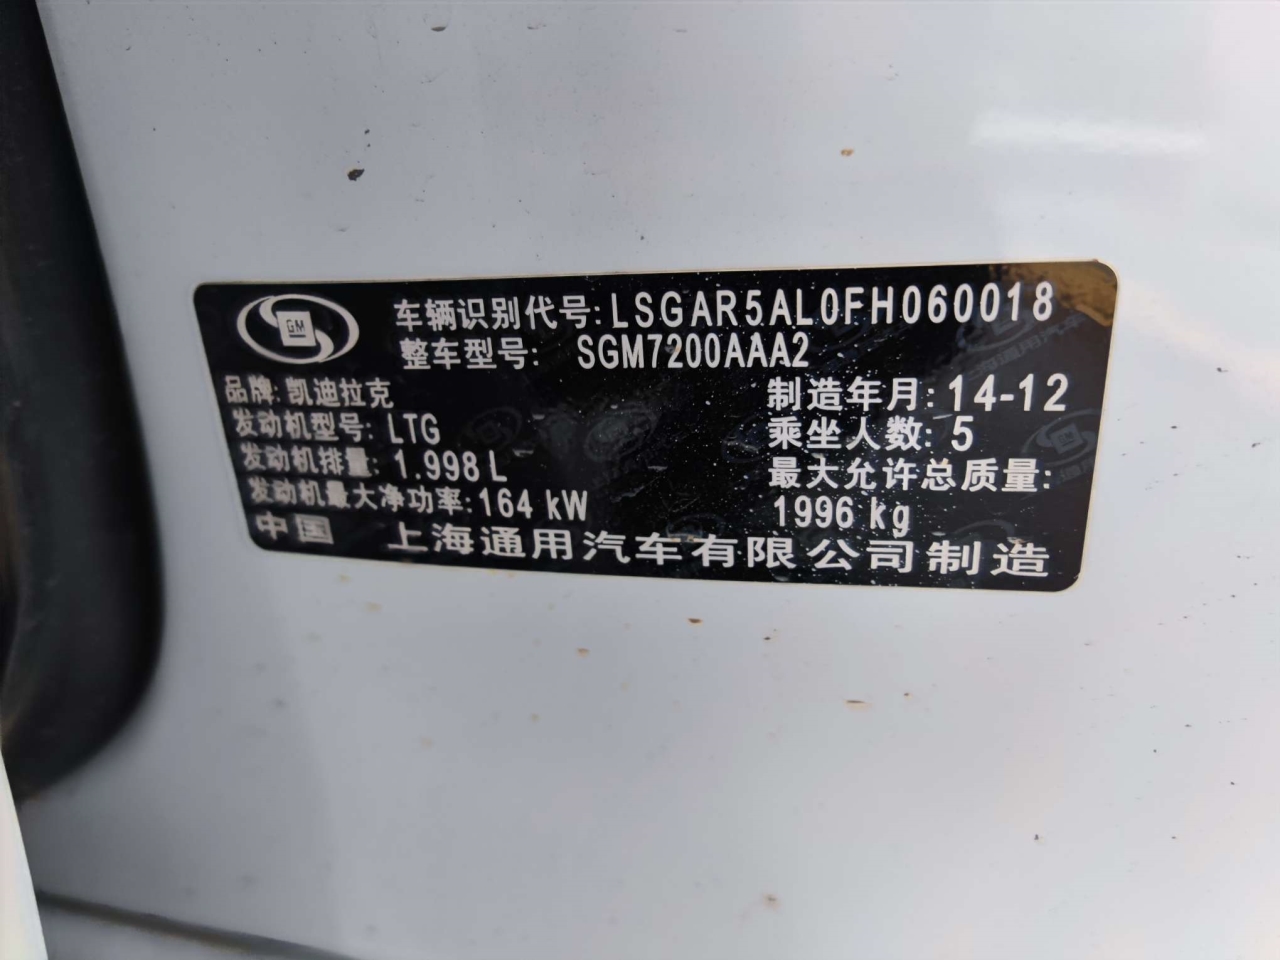 GM
车辆识别代号: LSGAR5AL0FH060018
整车型号: SGM7200AAA2
品牌: 凯迪拉克
制造年月: 14-12
发动机型号: LTG
乘坐人数: 5
发动机排量: 1.998 L
最大允许总质量:
发动机最大净功率: 164 kW
1996 kg
中国 上海通用汽车有限公司制造